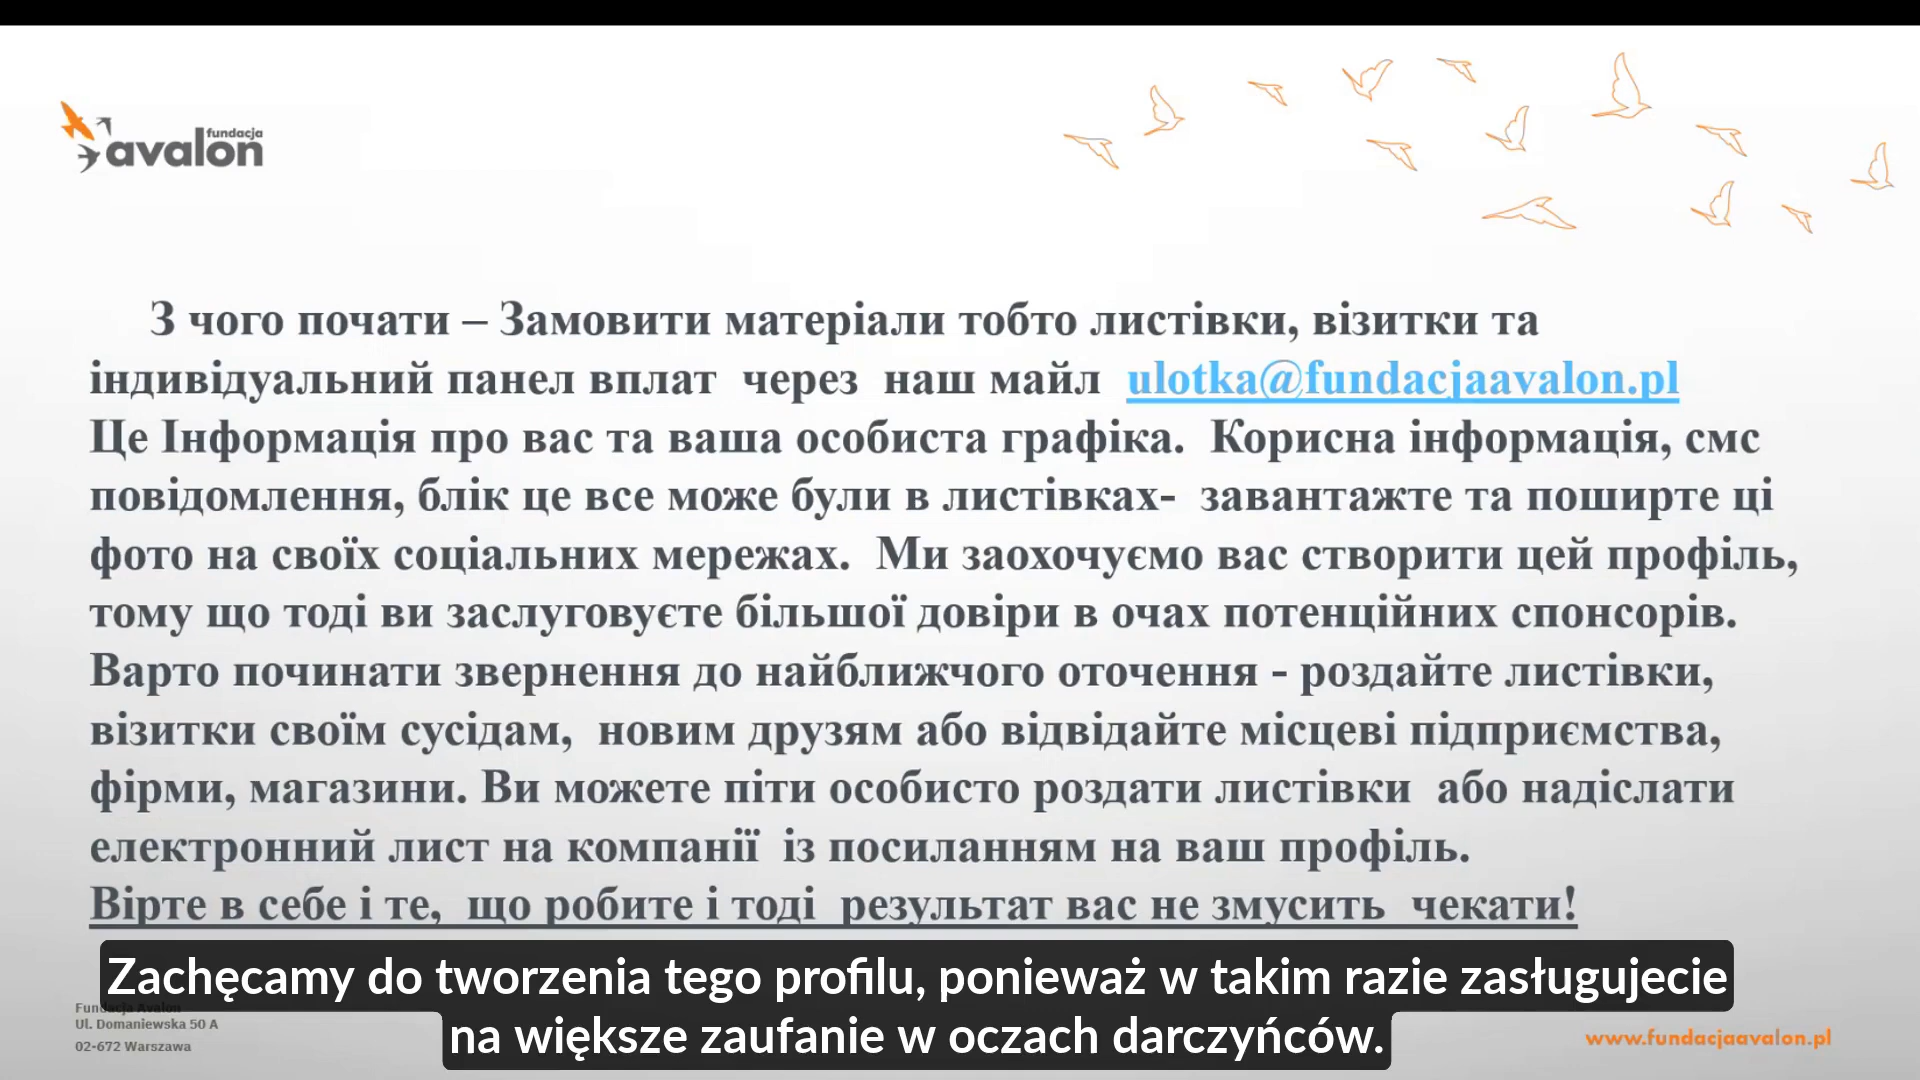 fundacja
avalon
З чого почати – Замовити матеріали тобто листівки, візитки та
індивідуальний панел вплат через наш майл ulotka@fundacjaavalon.pl
Це Інформація про вас та ваша особиста графіка. Корисна інформація, смс
повідомлення, блік це все може були в листівках- завантажте та поширте ці
фото на своїх соціальних мережах. Ми заохочуємо вас створити цей профіль,
тому що тоді ви заслуговуєте більшої довіри в очах потенційних спонсорів.
Варто починати звернення до найближчого оточення - роздайте листівки,
візитки своїм сусідам, новим друзям або відвідайте місцеві підприємства,
фірми, магазини. Ви можете піти особисто роздати листівки або надіслати
електронний лист на компанії із посиланням на ваш профіль.
Вірте в себе і те, що робите і тоді результат вас не змусить чекати!
Zachęcamy do tworzenia tego profilu, ponieważ w takim razie zasługujecie
na większe zaufanie w oczach darczyńców.
Fundacja Avalon
Ul. Domaniewska 50 A
02-672 Warszawa
www.fundacjaavalon.pl